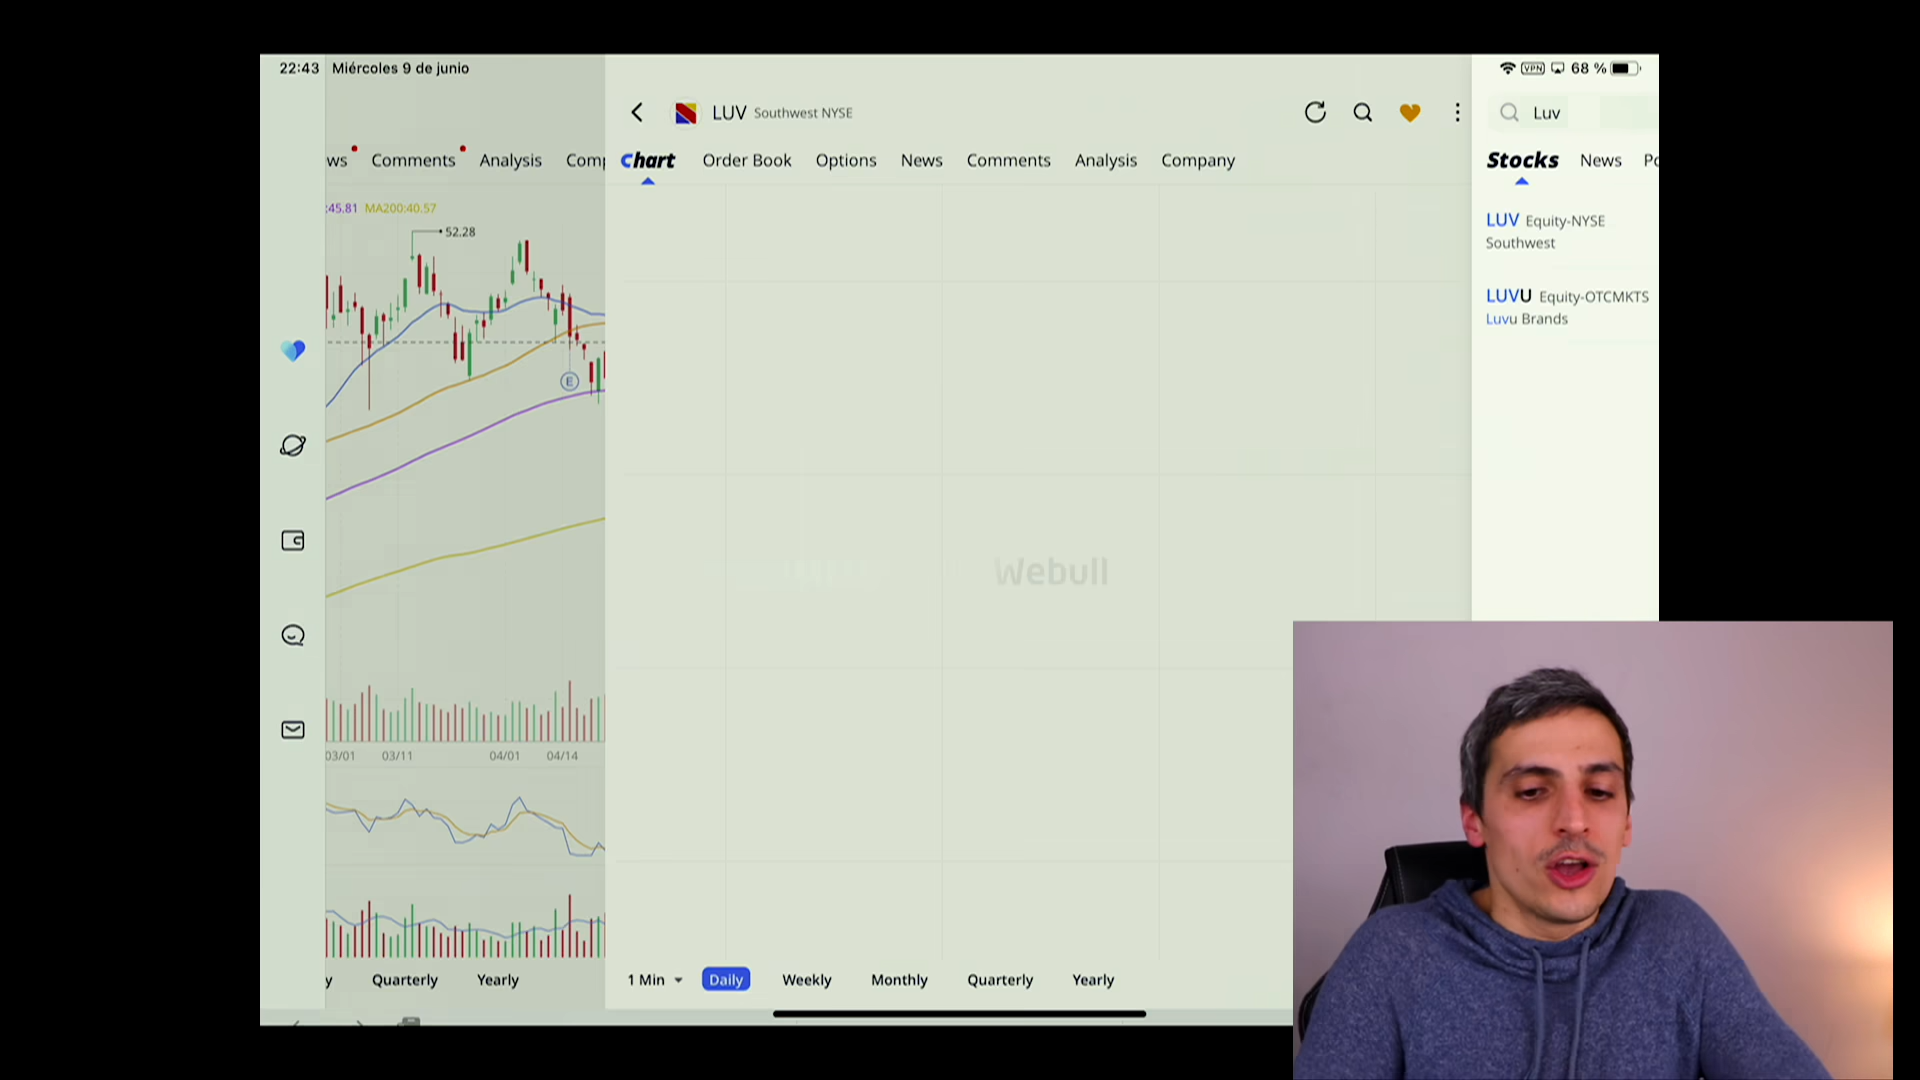 22:43 Miércoles 9 de junio
VPN 68 %
LUV Southwest NYSE
Luv
ws Comments Analysis Comp
Chart Order Book Options News Comments Analysis Company
Stocks News Po
:45.81 MA200:40.57
52.28
LUV Equity-NYSE
Southwest
LUVU Equity-OTCMKTS
Luvu Brands
E
Webull
03/01 03/11 04/01 04/14
y Quarterly Yearly
1 Min Daily Weekly Monthly Quarterly Yearly